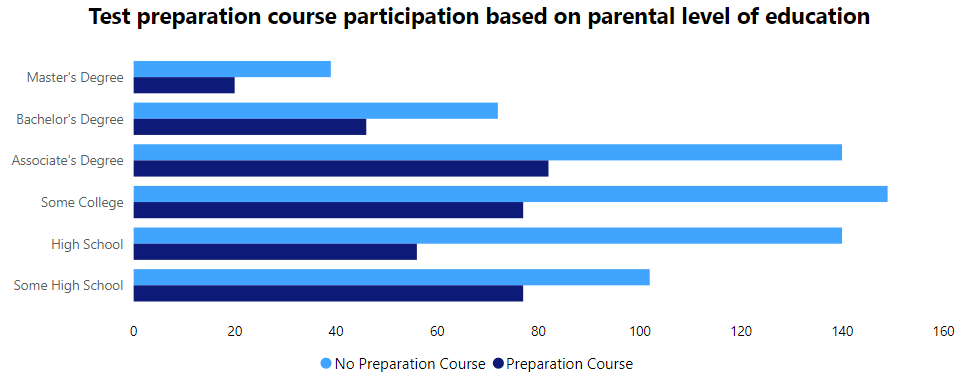 Test preparation course participation based on parental level of education
Master's Degree
Bachelor's Degree
Associate's Degree
Some College
High School
Some High School
0 20 40 60 80 100 120 140 160
No Preparation Course Preparation Course